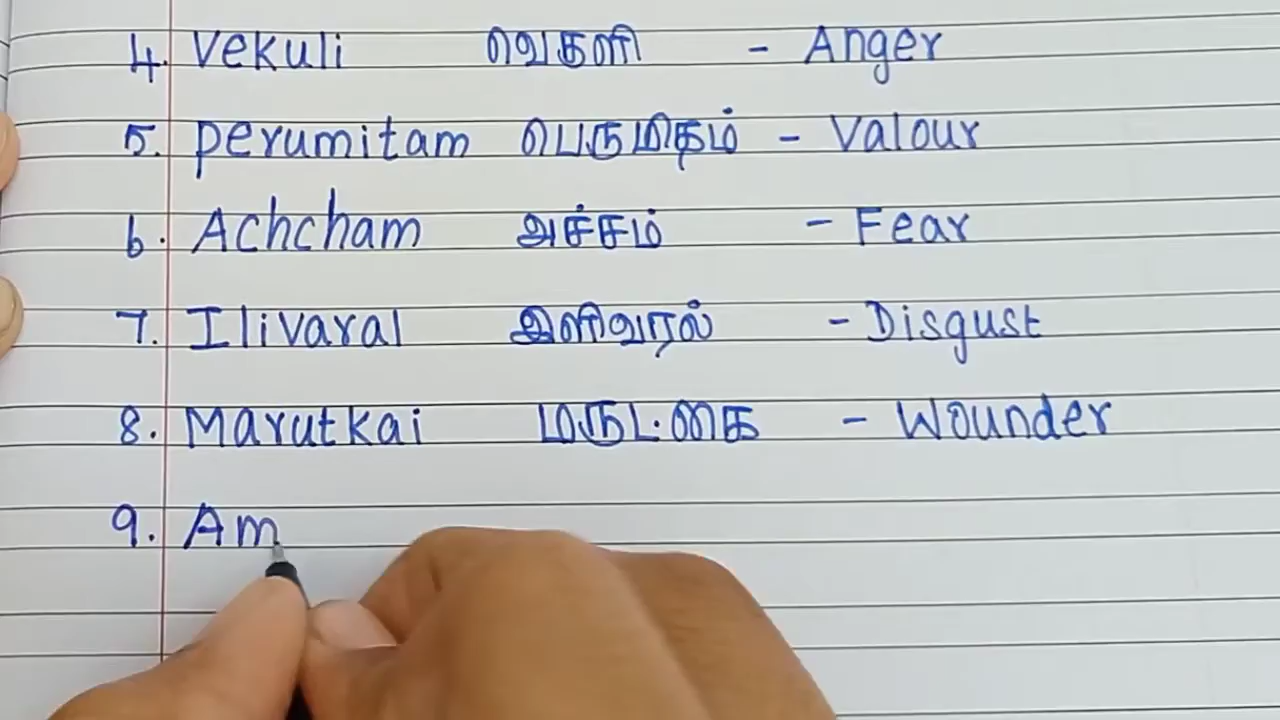 4. Vekuli வெகுளி - Anger
5. Perumitam பெருமிதம் - Valour
6. Achcham அச்சம் - Fear
7. Ilivaral இளிவரல் - Disgust
8. Marutkai மருட்கை - Wounder
9. Am